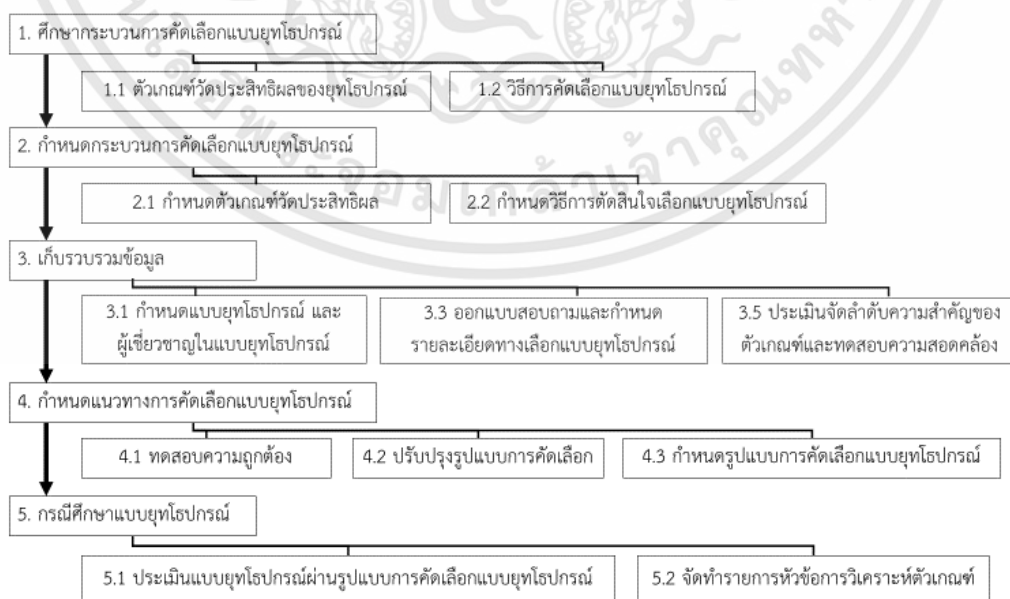 1. ศึกษากระบวนการคัดเลือกแบบยุทโธปกรณ์
1.1 ตัวเกณฑ์วัดประสิทธิผลของยุทโธปกรณ์
1.2 วิธีการคัดเลือกแบบยุทโธปกรณ์
2. กำหนดกระบวนการคัดเลือกแบบยุทโธปกรณ์
2.1 กำหนดตัวเกณฑ์วัดประสิทธิผล
2.2 กำหนดวิธีการตัดสินใจเลือกแบบยุทโธปกรณ์
3. เก็บรวบรวมข้อมูล
3.1 กำหนดแบบยุทโธปกรณ์ และ
ผู้เชี่ยวชาญในแบบยุทโธปกรณ์
3.3 ออกแบบสอบถามและกำหนด
รายละเอียดทางเลือกแบบยุทโธปกรณ์
3.5 ประเมินจัดลำดับความสำคัญของ
ตัวเกณฑ์และทดสอบความสอดคล้อง
4. กำหนดแนวทางการคัดเลือกแบบยุทโธปกรณ์
4.1 ทดสอบความถูกต้อง
4.2 ปรับปรุงรูปแบบการคัดเลือก
4.3 กำหนดรูปแบบการคัดเลือกแบบยุทโธปกรณ์
5. กรณีศึกษาแบบยุทโธปกรณ์
5.1 ประเมินแบบยุทโธปกรณ์ผ่านรูปแบบการคัดเลือกแบบยุทโธปกรณ์
5.2 จัดทำรายการหัวข้อการวิเคราะห์ตัวเกณฑ์